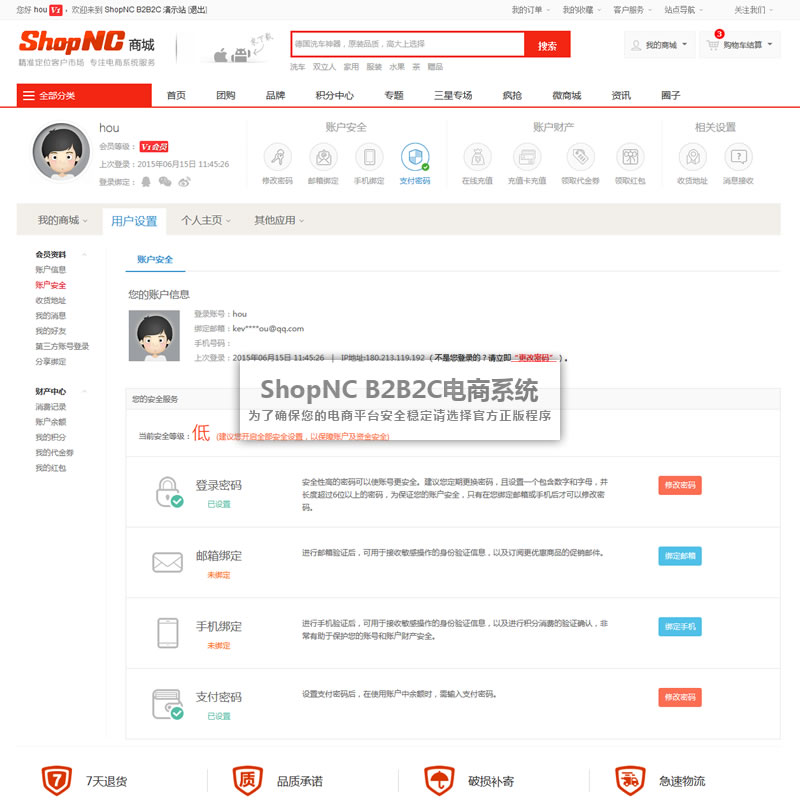 您好 hou V1，欢迎来到 ShopNC B2B2C 演示站 [退出]
我的订单 我的收藏 客户服务 站点导航 关注我们
ShopNC 商城
精准定位客户市场 专注电商系统服务
德国洗车神器，原装品质，高大上选择
搜索
我的商城
3
购物车结算
洗车 双立人 家用 服装 水果 茶 赠品
全部分类 首页 团购 品牌 积分中心 专题 三星专场 疯抢 微商城 资讯 圈子
hou
会员等级： V1会员
上次登录：2015年06月15日 11:45:26
登录绑定：
账户安全
修改密码 邮箱绑定 手机绑定 支付密码
账户财产
在线充值 充值卡充值 领取代金券 领取红包
相关设置
收货地址 消息接收
我的商城 用户设置 个人主页 其他应用
会员资料
账户信息
账户安全
收货地址
我的消息
我的好友
第三方账号登录
分享绑定
财产中心
消费记录
账户余额
我的积分
我的代金券
我的红包
账户安全
您的账户信息
登录账号：hou
绑定邮箱：kev****ou@qq.com
手机号码：
上次登录：2015年06月15日 11:45:26 | IP地址:180.213.119.192 （不是您登录的？请立即“更改密码”）。
ShopNC B2B2C电商系统
为了确保您的电商平台安全稳定请选择官方正版程序
您的安全服务
当前安全等级：低 (建议您开启全部安全设置，以保障账户及资金安全)
登录密码
已设置
安全性高的密码可以使账号更安全。建议您定期更换密码，且设置一个包含数字和字母，并
长度超过6位以上的密码，为保证您的账户安全，只有在您绑定邮箱或手机后才可以修改密
码。
修改密码
邮箱绑定
未绑定
进行邮箱验证后，可用于接收敏感操作的身份验证信息，以及订阅更优惠商品的促销邮件。
绑定邮箱
手机绑定
未绑定
进行手机验证后，可用于接收敏感操作的身份验证信息，以及进行积分消费的验证确认，非
常有助于保护您的账号和账户财产安全。
绑定手机
支付密码
已设置
设置支付密码后，在使用账户中余额时，需输入支付密码。
修改密码
7 7天退货
质 品质承诺
破损补寄
急速物流